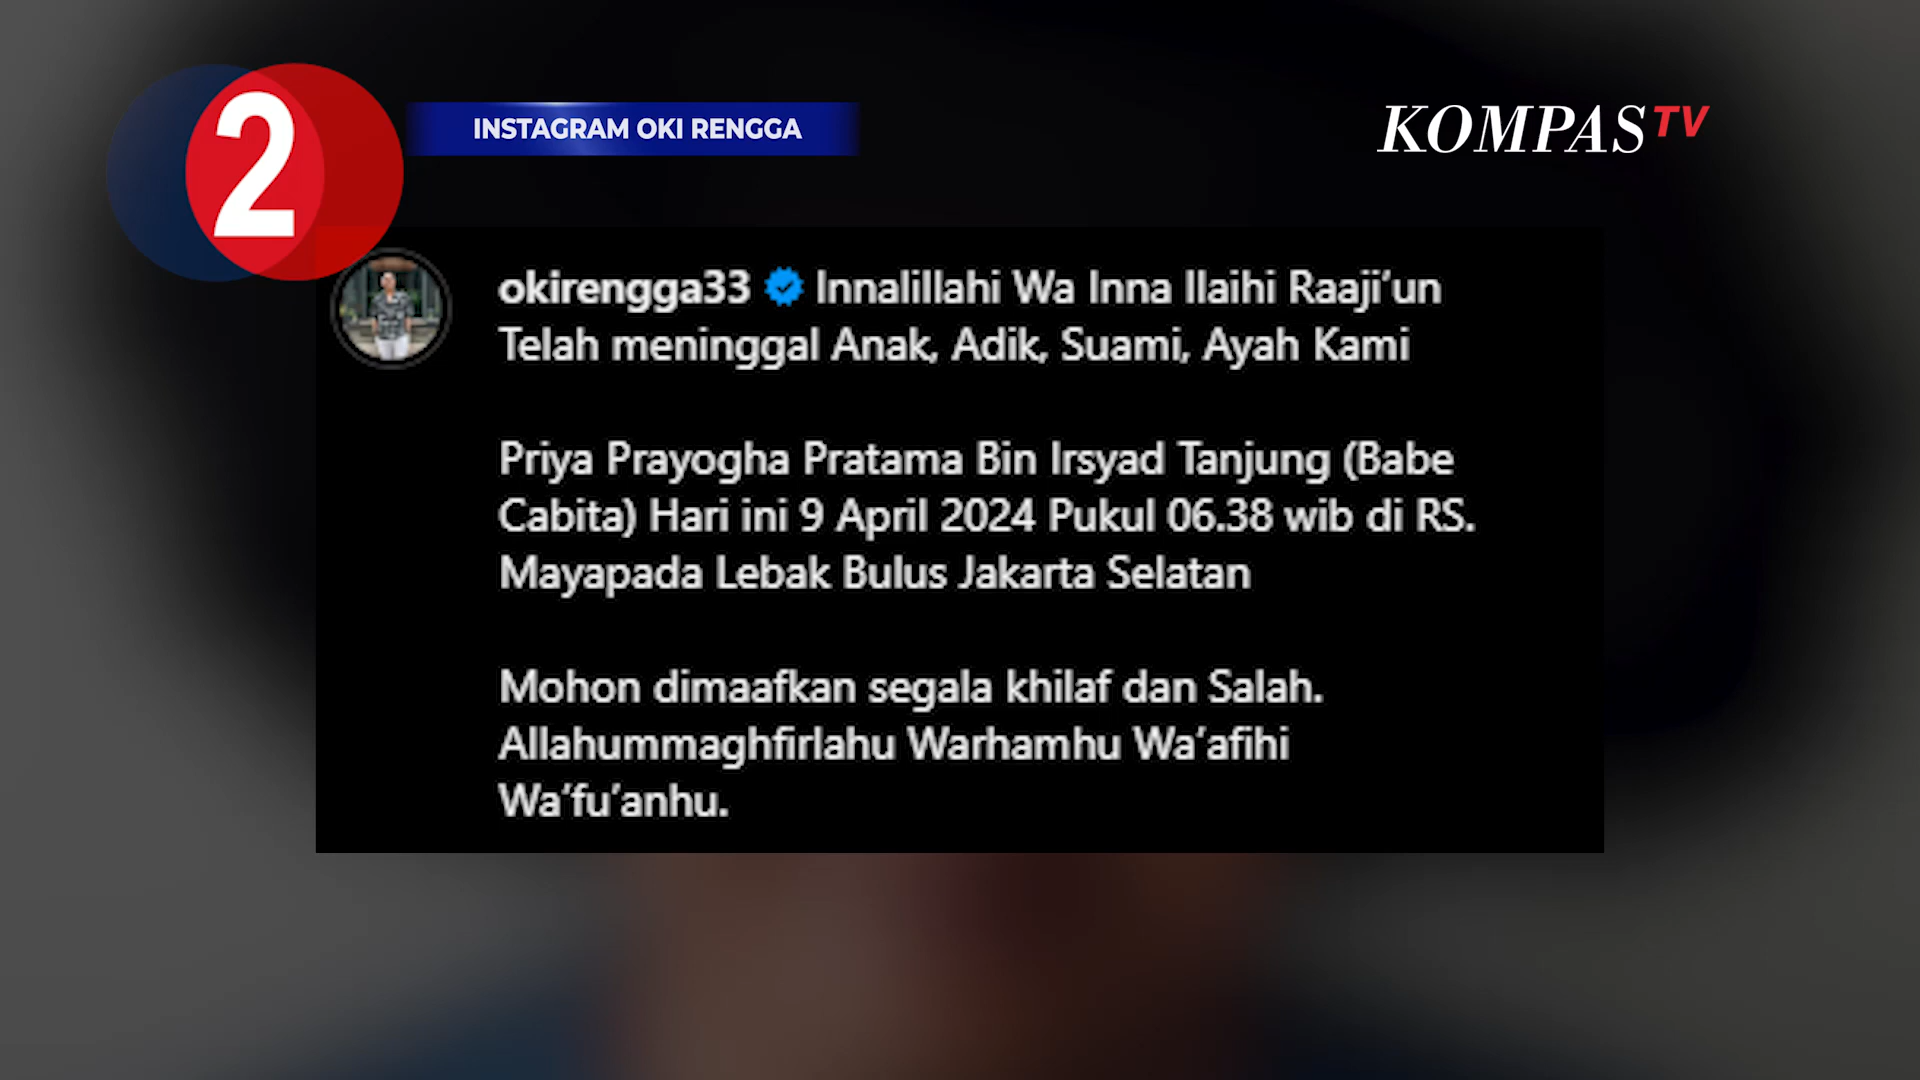 2
INSTAGRAM OKI RENGGA
KOMPAS TV
okirengga33 Innalillahi Wa Inna Ilaihi Raaji’un
Telah meninggal Anak, Adik, Suami, Ayah Kami
Priya Prayogha Pratama Bin Irsyad Tanjung (Babe
Cabita) Hari ini 9 April 2024 Pukul 06.38 wib di RS.
Mayapada Lebak Bulus Jakarta Selatan
Mohon dimaafkan segala khilaf dan Salah.
Allahummaghfirlahu Warhamhu Wa’afihi
Wa’fu’anhu.